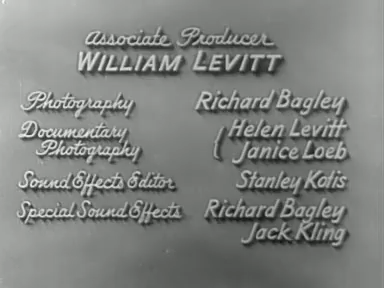 Associate Producer
WILLIAM LEVITT
Photography Richard Bagley
Documentary Photography Helen Levitt
Janice Loeb
Sound Effects Editor Stanley Kotis
Special Sound Effects Richard Bagley
Jack Kling